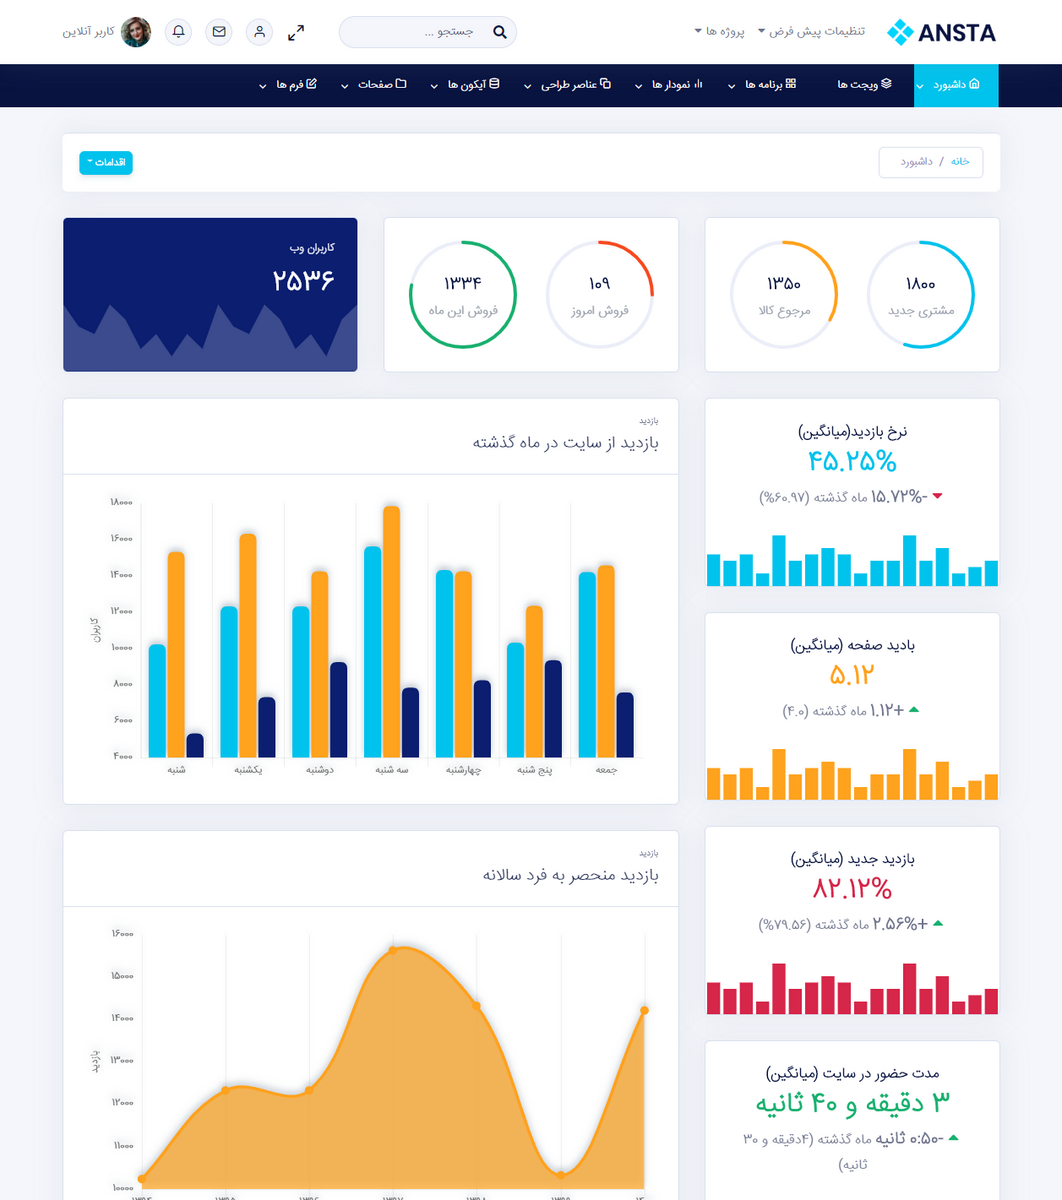 ANSTA
تنظیمات پیش فرض
پروژه ها
جستجو ...
کاربر آنلاین
داشبورد
ویجت ها
برنامه ها
نمودار ها
عناصر طراحی
آیکون ها
صفحات
فرم ها
خانه / داشبورد
اقدامات
۱۸۰۰
مشتری جدید
۱۳۵۰
مرجوع کالا
۱۰۹
فروش امروز
۱۳۳۴
فروش این ماه
کاربران وب
۲۵۳۶
نرخ بازدید(میانگین)
۴۵.۲۵%
-۱۵.۷۲% ماه گذشته (۶۰.۹۷%)
بادید صفحه (میانگین)
۵.۱۲
+۱.۱۲ ماه گذشته (۴.۰)
بازدید جدید (میانگین)
۸۲.۱۲%
+۲.۵۶% ماه گذشته (۷۹.۵۶%)
مدت حضور در سایت (میانگین)
۳ دقیقه و ۴۰ ثانیه
-۰:۵۰ ثانیه ماه گذشته (۴دقیقه و ۳۰
ثانیه)
بازدید
بازدید از سایت در ماه گذشته
۱۸۰۰۰
۱۶۰۰۰
۱۴۰۰۰
۱۲۰۰۰
۱۰۰۰۰
۸۰۰۰
۶۰۰۰
۴۰۰۰
کاربران
شنبه
یکشنبه
دوشنبه
سه شنبه
چهارشنبه
پنج شنبه
جمعه
بازدید
بازدید منحصر به فرد سالانه
۱۶۰۰۰
۱۵۰۰۰
۱۴۰۰۰
۱۳۰۰۰
۱۲۰۰۰
۱۱۰۰۰
۱۰۰۰۰
بازدید